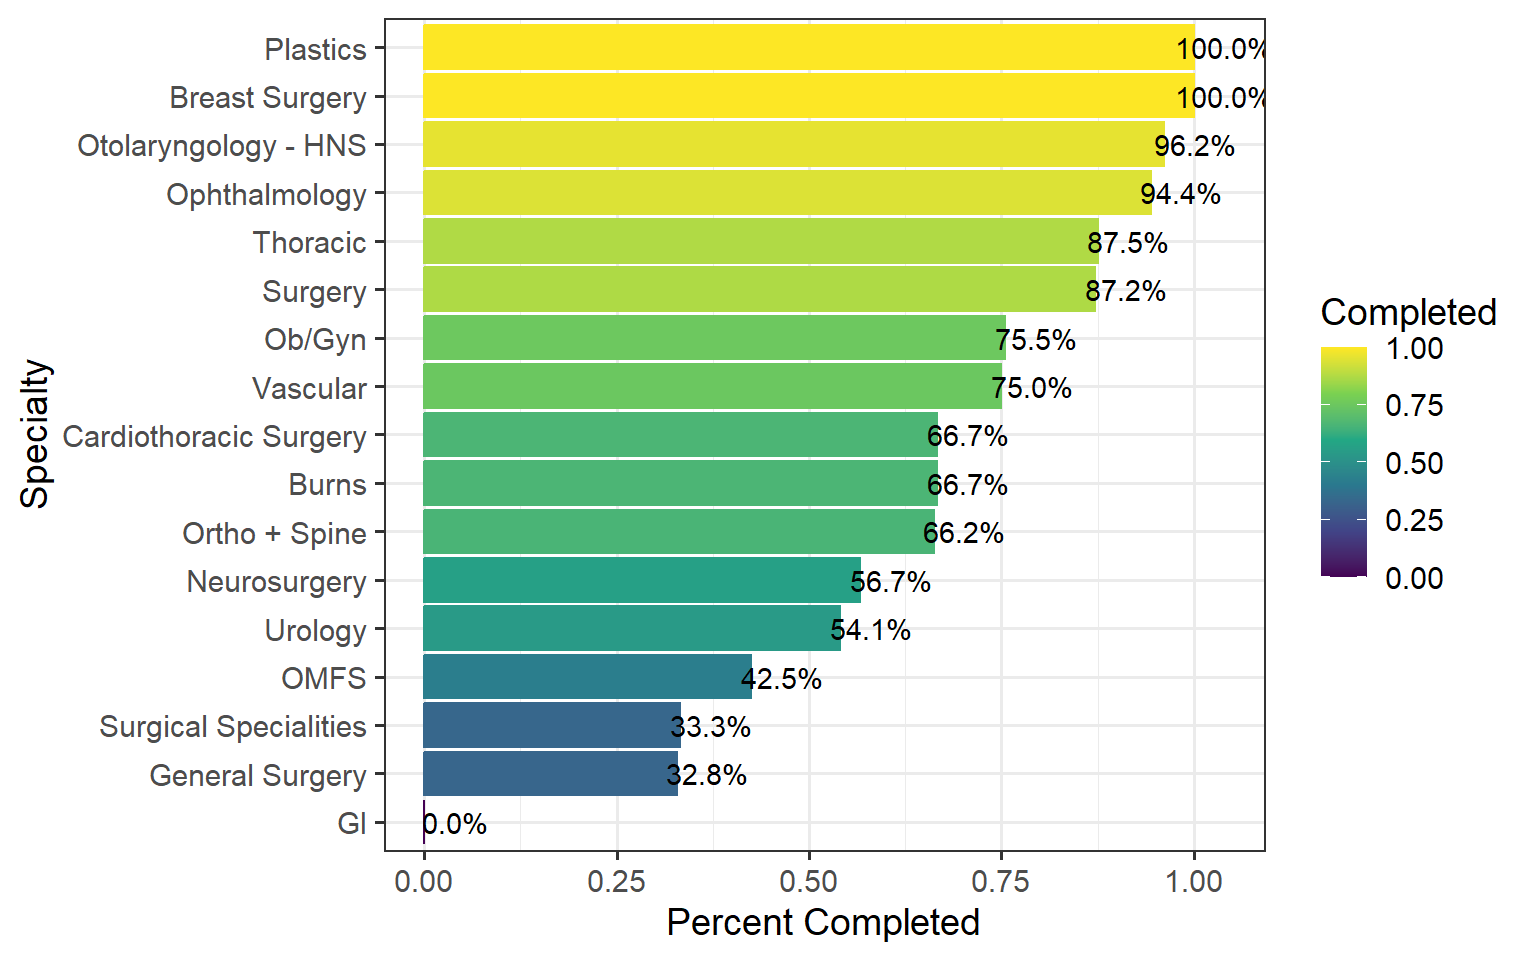 Plastics 100.0%
Breast Surgery 100.0%
Otolaryngology - HNS 96.2%
Ophthalmology 94.4%
Thoracic 87.5%
Surgery 87.2%
Ob/Gyn 75.5%
Vascular 75.0%
Cardiothoracic Surgery 66.7%
Burns 66.7%
Ortho + Spine 66.2%
Neurosurgery 56.7%
Urology 54.1%
OMFS 42.5%
Surgical Specialities 33.3%
General Surgery 32.8%
GI 0.0%
0.00 0.25 0.50 0.75 1.00
Percent Completed
Specialty
Completed
1.00
0.75
0.50
0.25
0.00